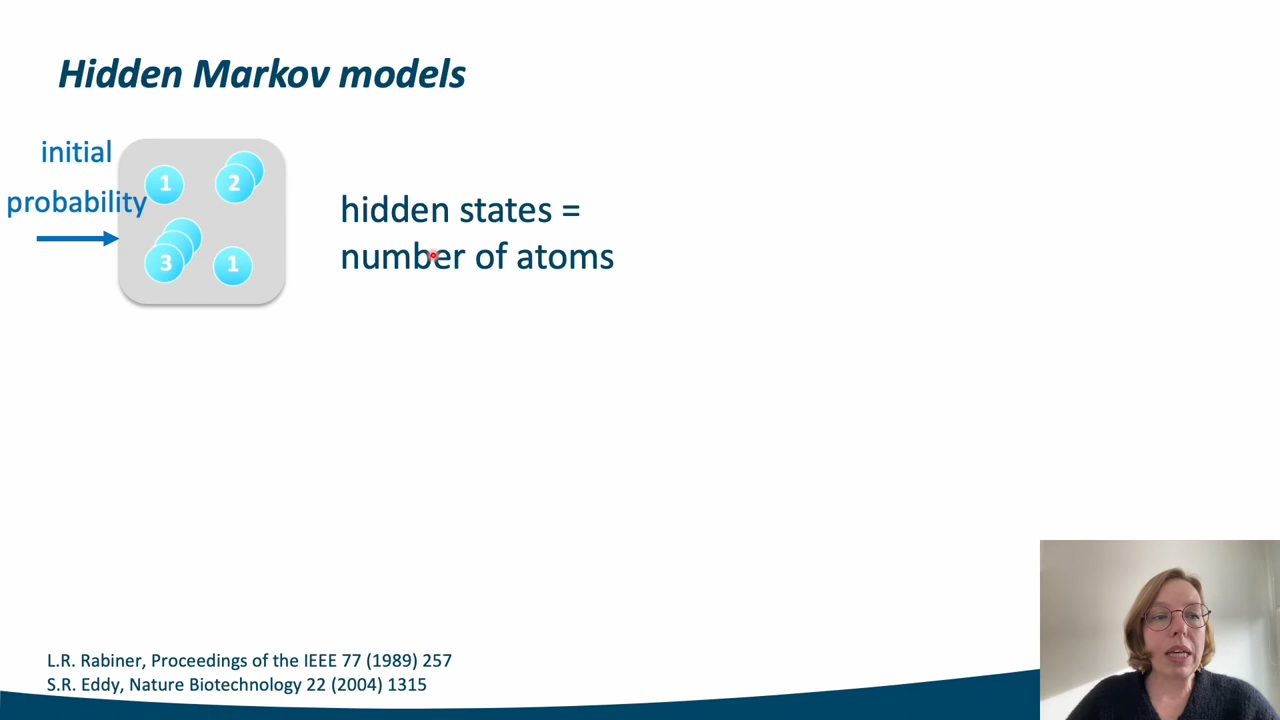 Hidden Markov models
initial
probability
1
2
3
1
hidden states =
number of atoms
L.R. Rabiner, Proceedings of the IEEE 77 (1989) 257
S.R. Eddy, Nature Biotechnology 22 (2004) 1315